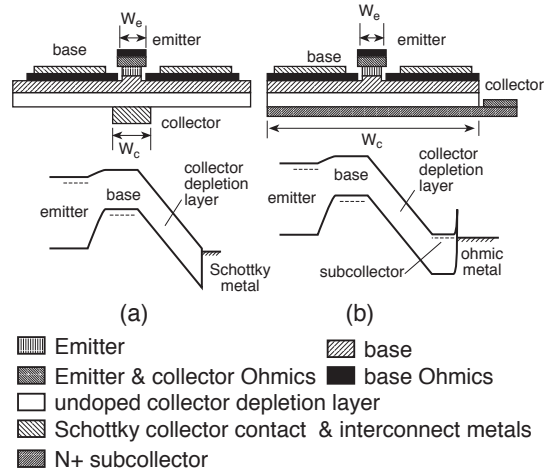 We
emitter
base
collector
Wc
We
emitter
base
collector
Wc
collector
depletion
layer
base
emitter
Schottky
metal
collector
depletion
layer
base
emitter
subcollector
ohmic
metal
(a)
(b)
Emitter
base
Emitter & collector Ohmics
base Ohmics
undoped collector depletion layer
Schottky collector contact & interconnect metals
N+ subcollector